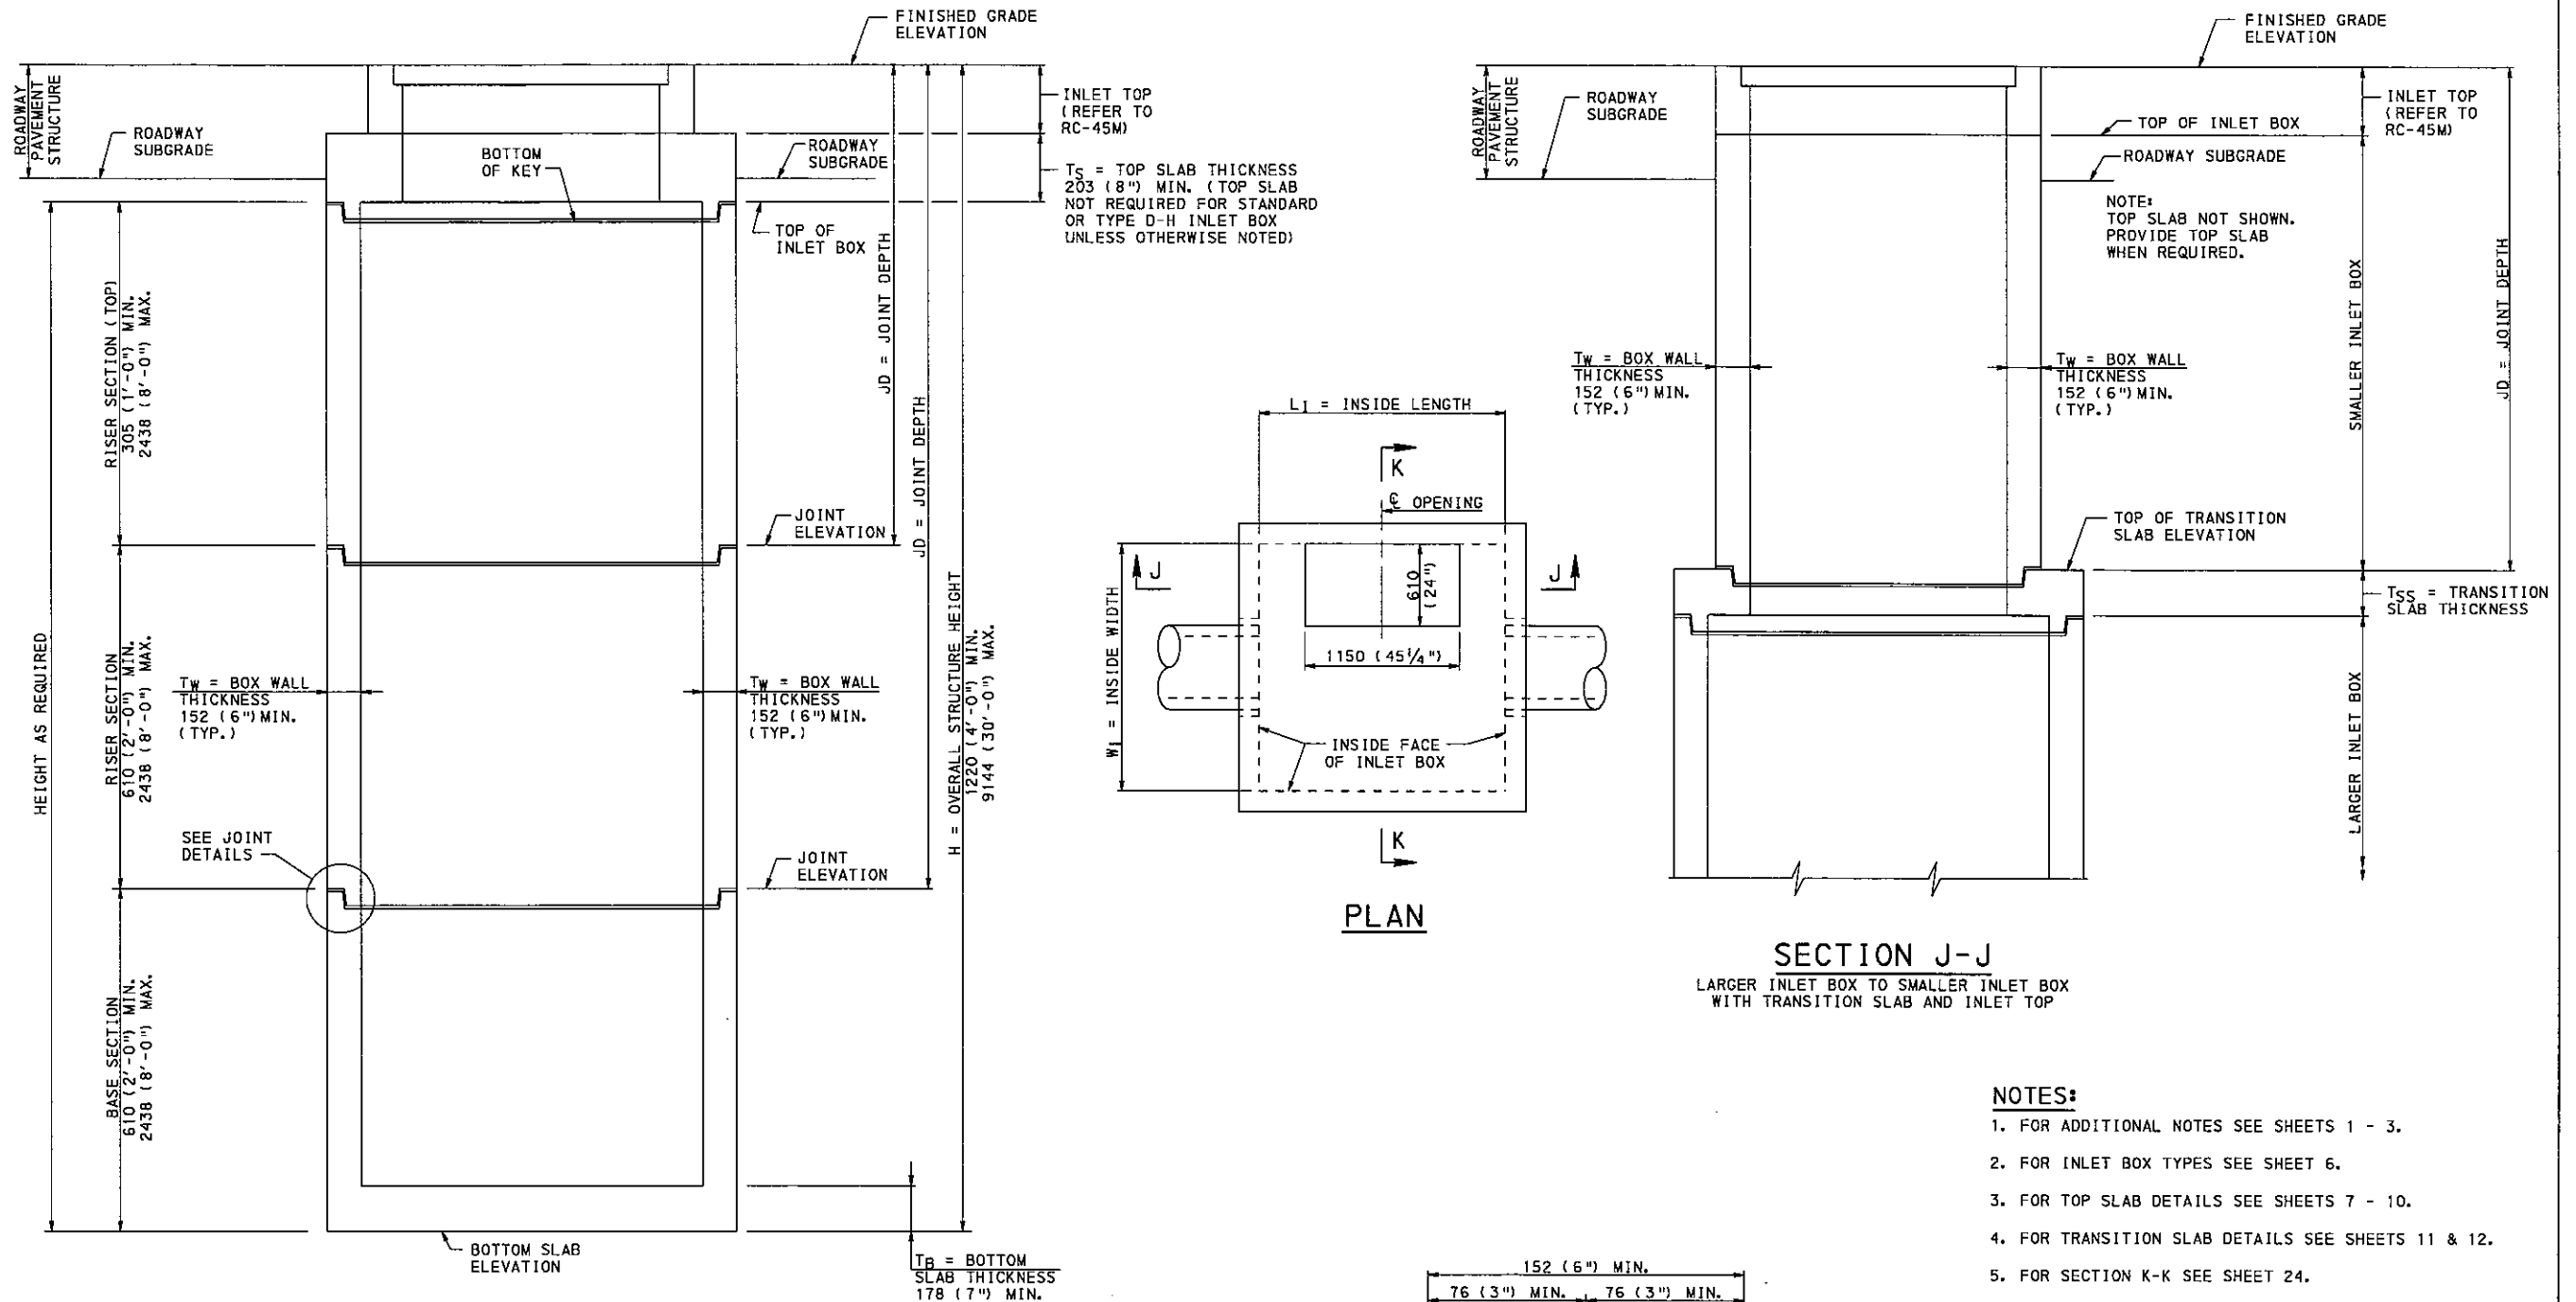 FINISHED GRADE
ELEVATION
ROADWAY
PAVEMENT
STRUCTURE
ROADWAY
SUBGRADE
BOTTOM
OF KEY
ROADWAY
SUBGRADE
INLET TOP
(REFER TO
RC-45M)
TS = TOP SLAB THICKNESS
203 (8") MIN. (TOP SLAB
NOT REQUIRED FOR STANDARD
OR TYPE D-H INLET BOX
UNLESS OTHERWISE NOTED)
TOP OF
INLET BOX
RISER SECTION (TOP)
305 (1'-0") MIN.
2438 (8'-0") MAX.
JD = JOINT DEPTH
JD = JOINT DEPTH
JOINT
ELEVATION
HEIGHT AS REQUIRED
RISER SECTION
610 (2'-0") MIN.
2438 (8'-0") MAX.
TW = BOX WALL
THICKNESS
152 (6") MIN.
(TYP.)
TW = BOX WALL
THICKNESS
152 (6") MIN.
(TYP.)
H = OVERALL STRUCTURE HEIGHT
1220 (4'-0") MIN.
9144 (30'-0") MAX.
SEE JOINT
DETAILS
JOINT
ELEVATION
BASE SECTION
610 (2'-0") MIN.
2438 (8'-0") MAX.
BOTTOM SLAB
ELEVATION
TB = BOTTOM
SLAB THICKNESS
178 (7") MIN.
LI = INSIDE LENGTH
K
℄ OPENING
J
J
610
(24")
WI = INSIDE WIDTH
1150 (45¼")
INSIDE FACE
OF INLET BOX
K
PLAN
FINISHED GRADE
ELEVATION
ROADWAY
PAVEMENT
STRUCTURE
ROADWAY
SUBGRADE
INLET TOP
(REFER TO
RC-45M)
TOP OF INLET BOX
ROADWAY SUBGRADE
NOTE:
TOP SLAB NOT SHOWN.
PROVIDE TOP SLAB
WHEN REQUIRED.
TW = BOX WALL
THICKNESS
152 (6") MIN.
(TYP.)
TW = BOX WALL
THICKNESS
152 (6") MIN.
(TYP.)
SMALLER INLET BOX
JD = JOINT DEPTH
TOP OF TRANSITION
SLAB ELEVATION
TSS = TRANSITION
SLAB THICKNESS
LARGER INLET BOX
SECTION J-J
LARGER INLET BOX TO SMALLER INLET BOX
WITH TRANSITION SLAB AND INLET TOP
NOTES:
1. FOR ADDITIONAL NOTES SEE SHEETS 1 - 3.
2. FOR INLET BOX TYPES SEE SHEET 6.
3. FOR TOP SLAB DETAILS SEE SHEETS 7 - 10.
4. FOR TRANSITION SLAB DETAILS SEE SHEETS 11 & 12.
5. FOR SECTION K-K SEE SHEET 24.
152 (6") MIN.
76 (3") MIN. 76 (3") MIN.